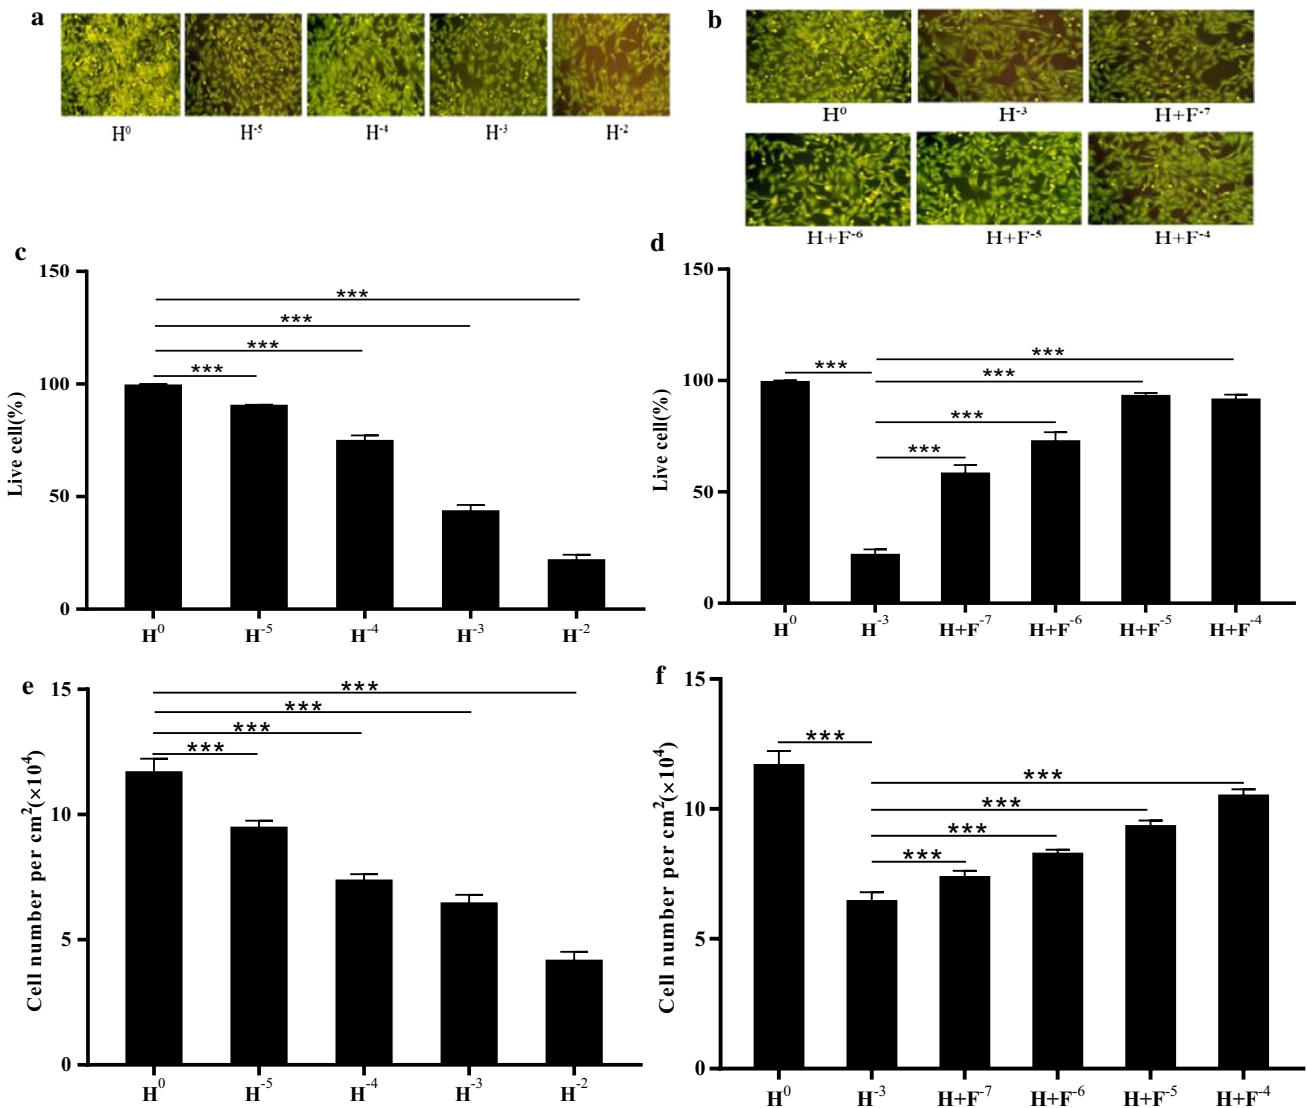 a
H⁰ H⁻⁵ H⁻⁴ H⁻³ H⁻²
b
H⁰ H⁻³ H+F⁻⁷
H+F⁻⁶ H+F⁻⁵ H+F⁻⁴
c
Live cell(%)
150
100
50
0
***
***
***
***
H⁰ H⁻⁵ H⁻⁴ H⁻³ H⁻²
d
Live cell(%)
150
100
50
0
***
***
***
***
***
H⁰ H⁻³ H+F⁻⁷ H+F⁻⁶ H+F⁻⁵ H+F⁻⁴
e
Cell number per cm²(×10⁴)
15
10
5
0
***
***
***
***
H⁰ H⁻⁵ H⁻⁴ H⁻³ H⁻²
f
Cell number per cm²(×10⁴)
15
10
5
0
***
***
***
***
***
H⁰ H⁻³ H+F⁻⁷ H+F⁻⁶ H+F⁻⁵ H+F⁻⁴